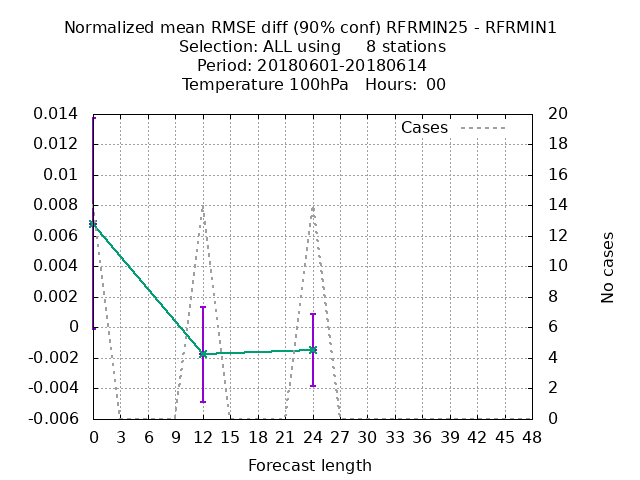 Normalized mean RMSE diff (90% conf) RFRMIN25 - RFRMIN1
Selection: ALL using     8 stations
Period: 20180601-20180614
Temperature 100hPa   Hours:  00
0.014
0.012
0.01
0.008
0.006
0.004
0.002
0
-0.002
-0.004
-0.006
Cases
20
18
16
14
12
10
8
6
4
2
0
No cases
0 3 6 9 12 15 18 21 24 27 30 33 36 39 42 45 48
Forecast length